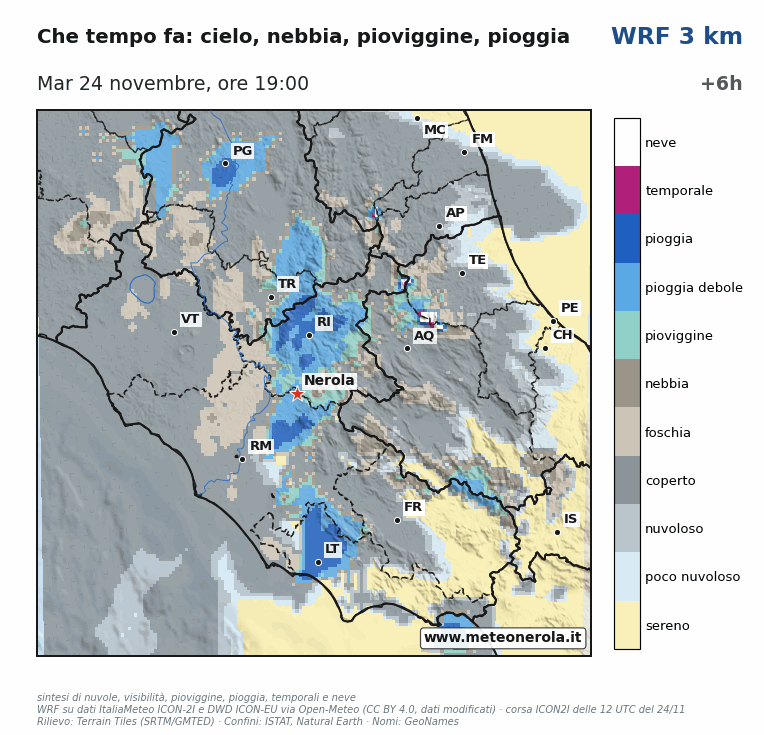 Che tempo fa: cielo, nebbia, pioviggine, pioggia
WRF 3 km
Mar 24 novembre, ore 19:00
+6h
MC
FM
PG
AP
TE
TR
PE
VT
RI
CH
AQ
Nerola
RM
FR
IS
LT
www.meteonerola.it
neve
temporale
pioggia
pioggia debole
pioviggine
nebbia
foschia
coperto
nuvoloso
poco nuvoloso
sereno
sintesi di nuvole, visibilità, pioviggine, pioggia, temporali e neve
WRF su dati ItaliaMeteo ICON-2I e DWD ICON-EU via Open-Meteo (CC BY 4.0, dati modificati) · corsa ICON2I delle 12 UTC del 24/11
Rilievo: Terrain Tiles (SRTM/GMTED) · Confini: ISTAT, Natural Earth · Nomi: GeoNames